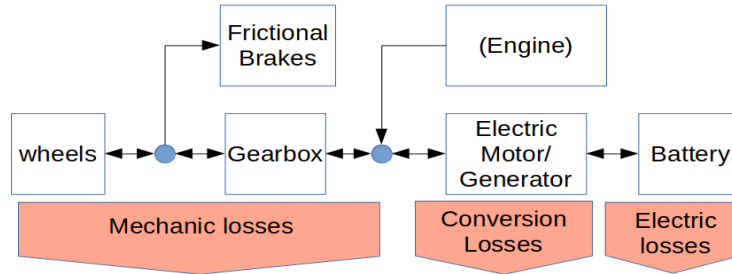 Frictional
Brakes
(Engine)
wheels
Gearbox
Electric
Motor/
Generator
Battery
Mechanic losses
Conversion
Losses
Electric
losses